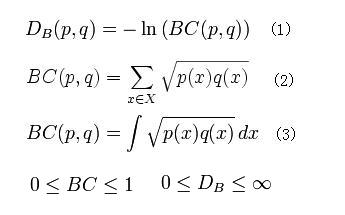 D_B(p, q) = − ln (BC(p, q)) (1)
BC(p, q) = ∑_{x∈X} √(p(x)q(x)) (2)
BC(p, q) = ∫ √(p(x)q(x)) dx (3)
0 ≤ BC ≤ 1 0 ≤ D_B ≤ ∞